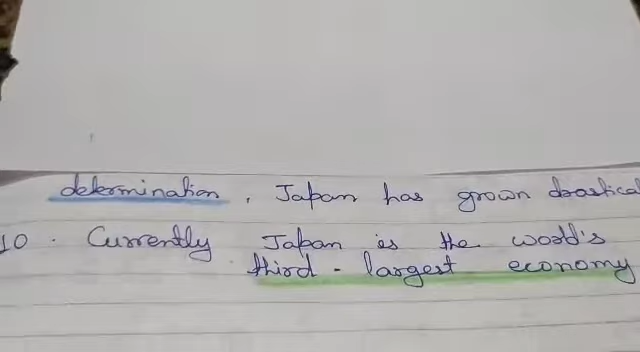 determination, Japan has grown drastical
10. Currently Japan is the world's
third-largest economy